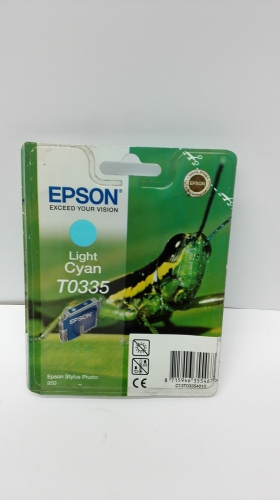 EPSON
EPSON
EXCEED YOUR VISION
Light
Cyan
T0335
Epson Stylus Photo
950
CE